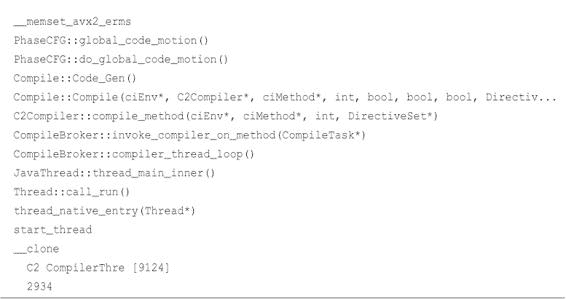 __memset_avx2_erms
PhaseCFG::global_code_motion()
PhaseCFG::do_global_code_motion()
Compile::Code_Gen()
Compile::Compile(ciEnv*, C2Compiler*, ciMethod*, int, bool, bool, bool, Directiv...
C2Compiler::compile_method(ciEnv*, ciMethod*, int, DirectiveSet*)
CompileBroker::invoke_compiler_on_method(CompileTask*)
CompileBroker::compiler_thread_loop()
JavaThread::thread_main_inner()
Thread::call_run()
thread_native_entry(Thread*)
start_thread
__clone
C2 CompilerThre [9124]
2934